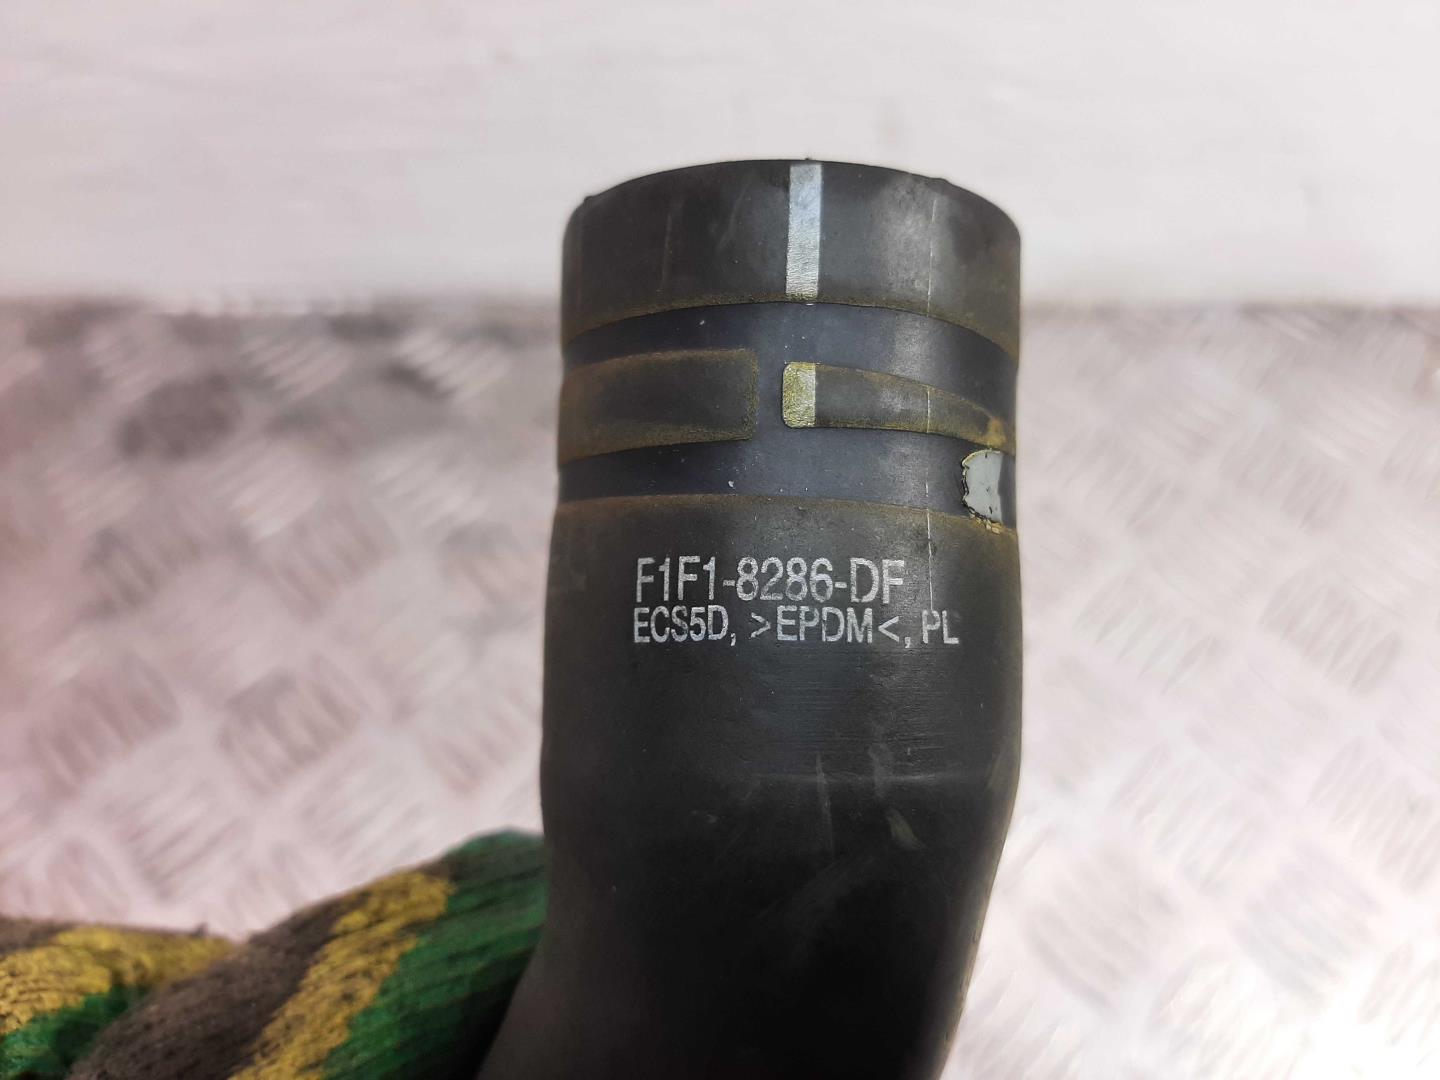 F1F1-8286-DF
ECS5D, >EPDM<, PL